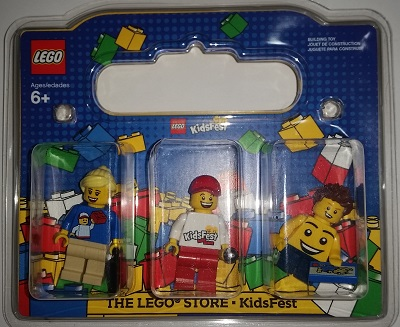 LEGO
Ages/edades
6+
BUILDING TOY
JOUET DE CONSTRUCTION
JUGUETE PARA CONSTRUIR
LEGO KidsFest
KidsFest
THE LEGO® STORE • KidsFest